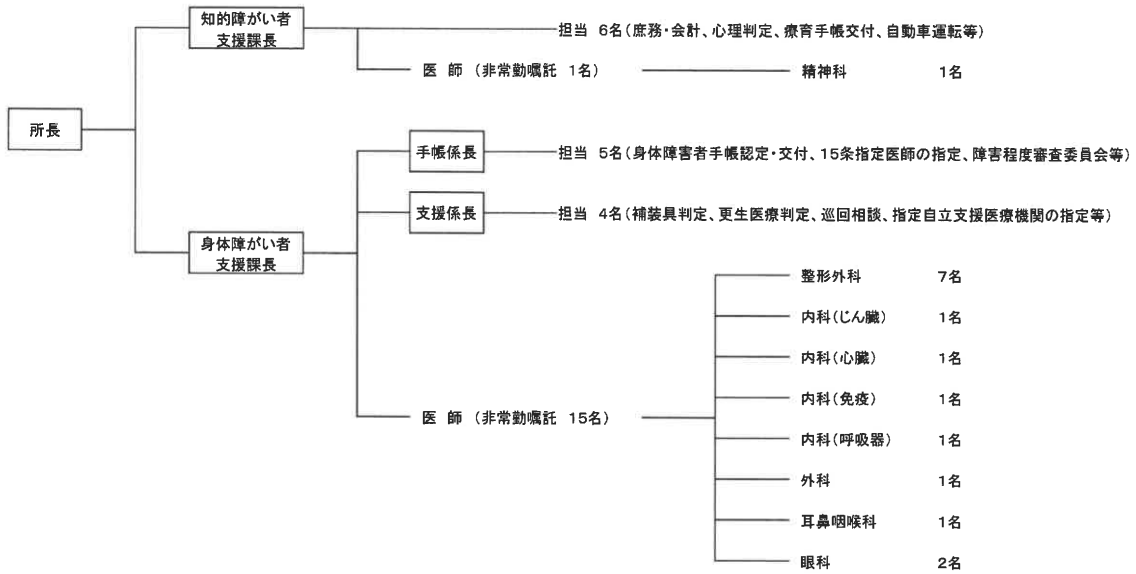 知的障がい者
支援課長
担当 6名(庶務・会計、心理判定、療育手帳交付、自動車運転等)
医 師 (非常勤嘱託 1名)
精神科 1名
所長
手帳係長
担当 5名(身体障害者手帳認定・交付、15条指定医師の指定、障害程度審査委員会等)
支援係長
担当 4名(補装具判定、更生医療判定、巡回相談、指定自立支援医療機関の指定等)
身体障がい者
支援課長
整形外科 7名
内科(じん臓) 1名
内科(心臓) 1名
内科(免疫) 1名
医 師 (非常勤嘱託 15名)
内科(呼吸器) 1名
外科 1名
耳鼻咽喉科 1名
眼科 2名